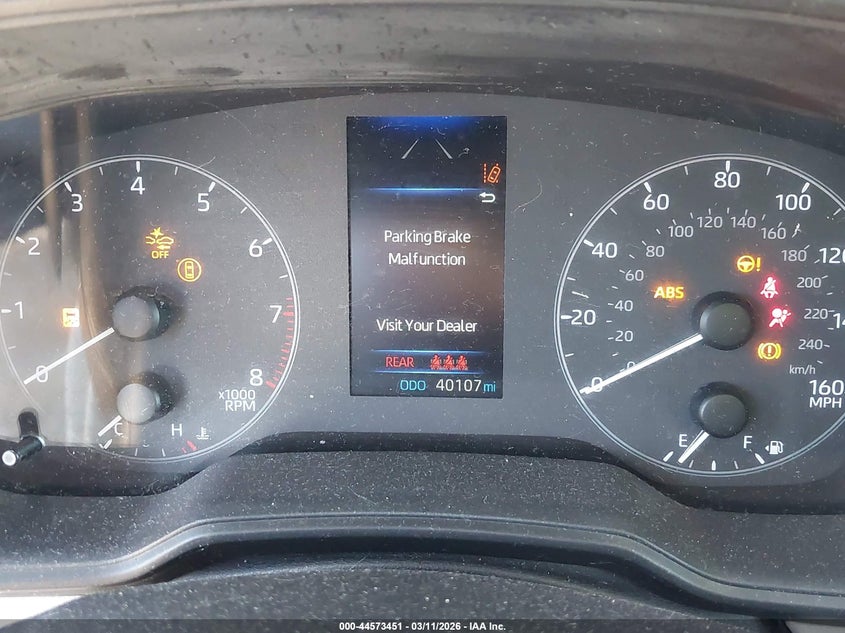 4
3
5
2
6
1
7
0
8
x1000
RPM
OFF
C
H
Parking Brake
Malfunction
Visit Your Dealer
REAR
ODO 40107 mi
80
60
100
40
120
20
0
160
MPH
120
140
100
160
80
180
60
200
40
220
20
240
0
km/h
ABS
E
F
000-44573451 - 03/11/2026 - IAA Inc.